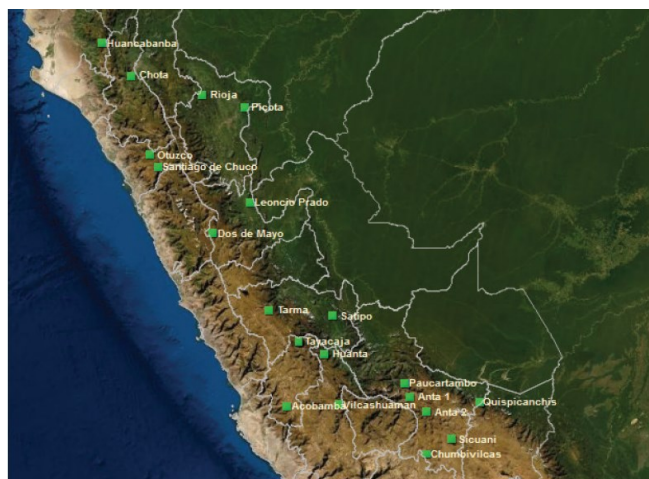 Huancabanba
Chota
Rioja
Picota
Otuzco
Santiago de Chuco
Leoncio Prado
Dos de Mayo
Tarma
Satipo
Tayacaja
Huanta
Paucartambo
Anta 1
Acobamba
Vilcashuaman
Quispicanchis
Anta 2
Sicuani
Chumbivilcas